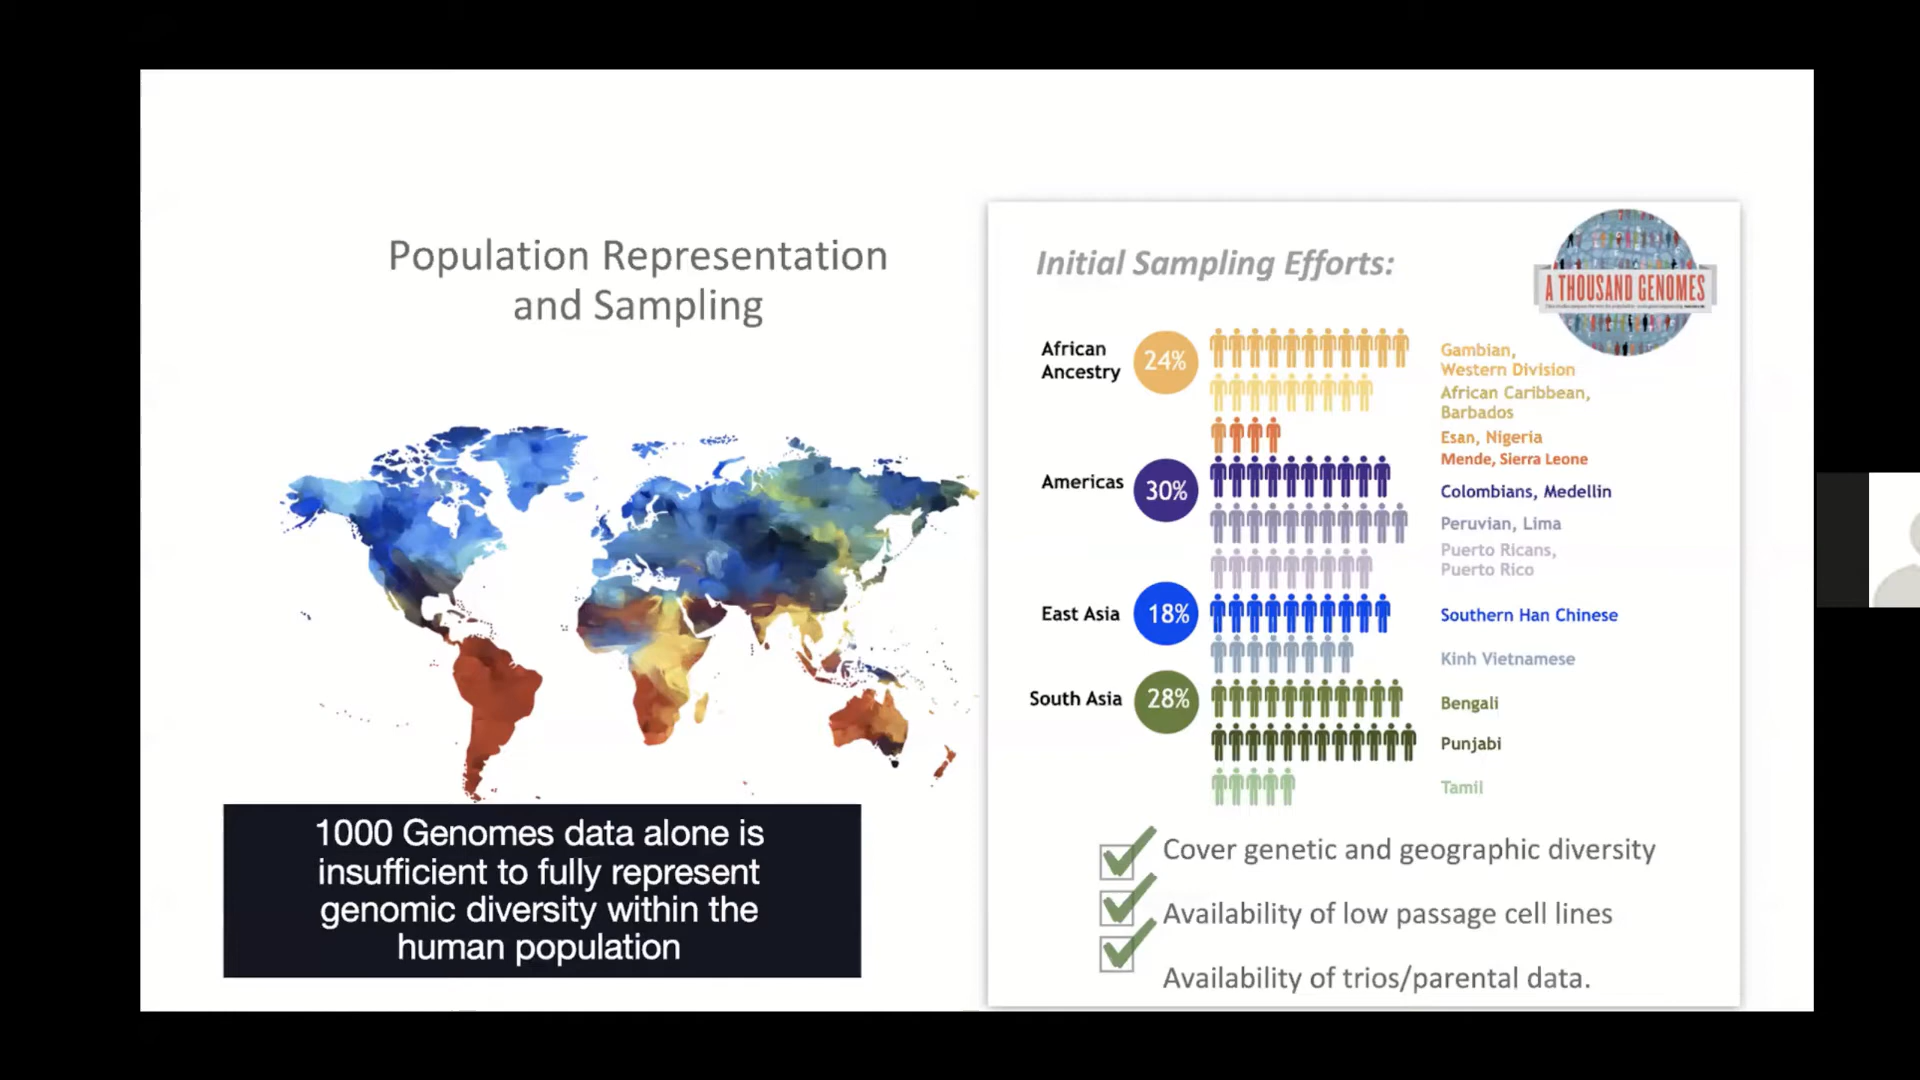 Population Representation
and Sampling
1000 Genomes data alone is
insufficient to fully represent
genomic diversity within the
human population
Initial Sampling Efforts:
A THOUSAND GENOMES
African
Ancestry
24%
Gambian,
Western Division
African Caribbean,
Barbados
Esan, Nigeria
Mende, Sierra Leone
Americas
30%
Colombians, Medellin
Peruvian, Lima
Puerto Ricans,
Puerto Rico
East Asia
18%
Southern Han Chinese
Kinh Vietnamese
South Asia
28%
Bengali
Punjabi
Tamil
Cover genetic and geographic diversity
Availability of low passage cell lines
Availability of trios/parental data.